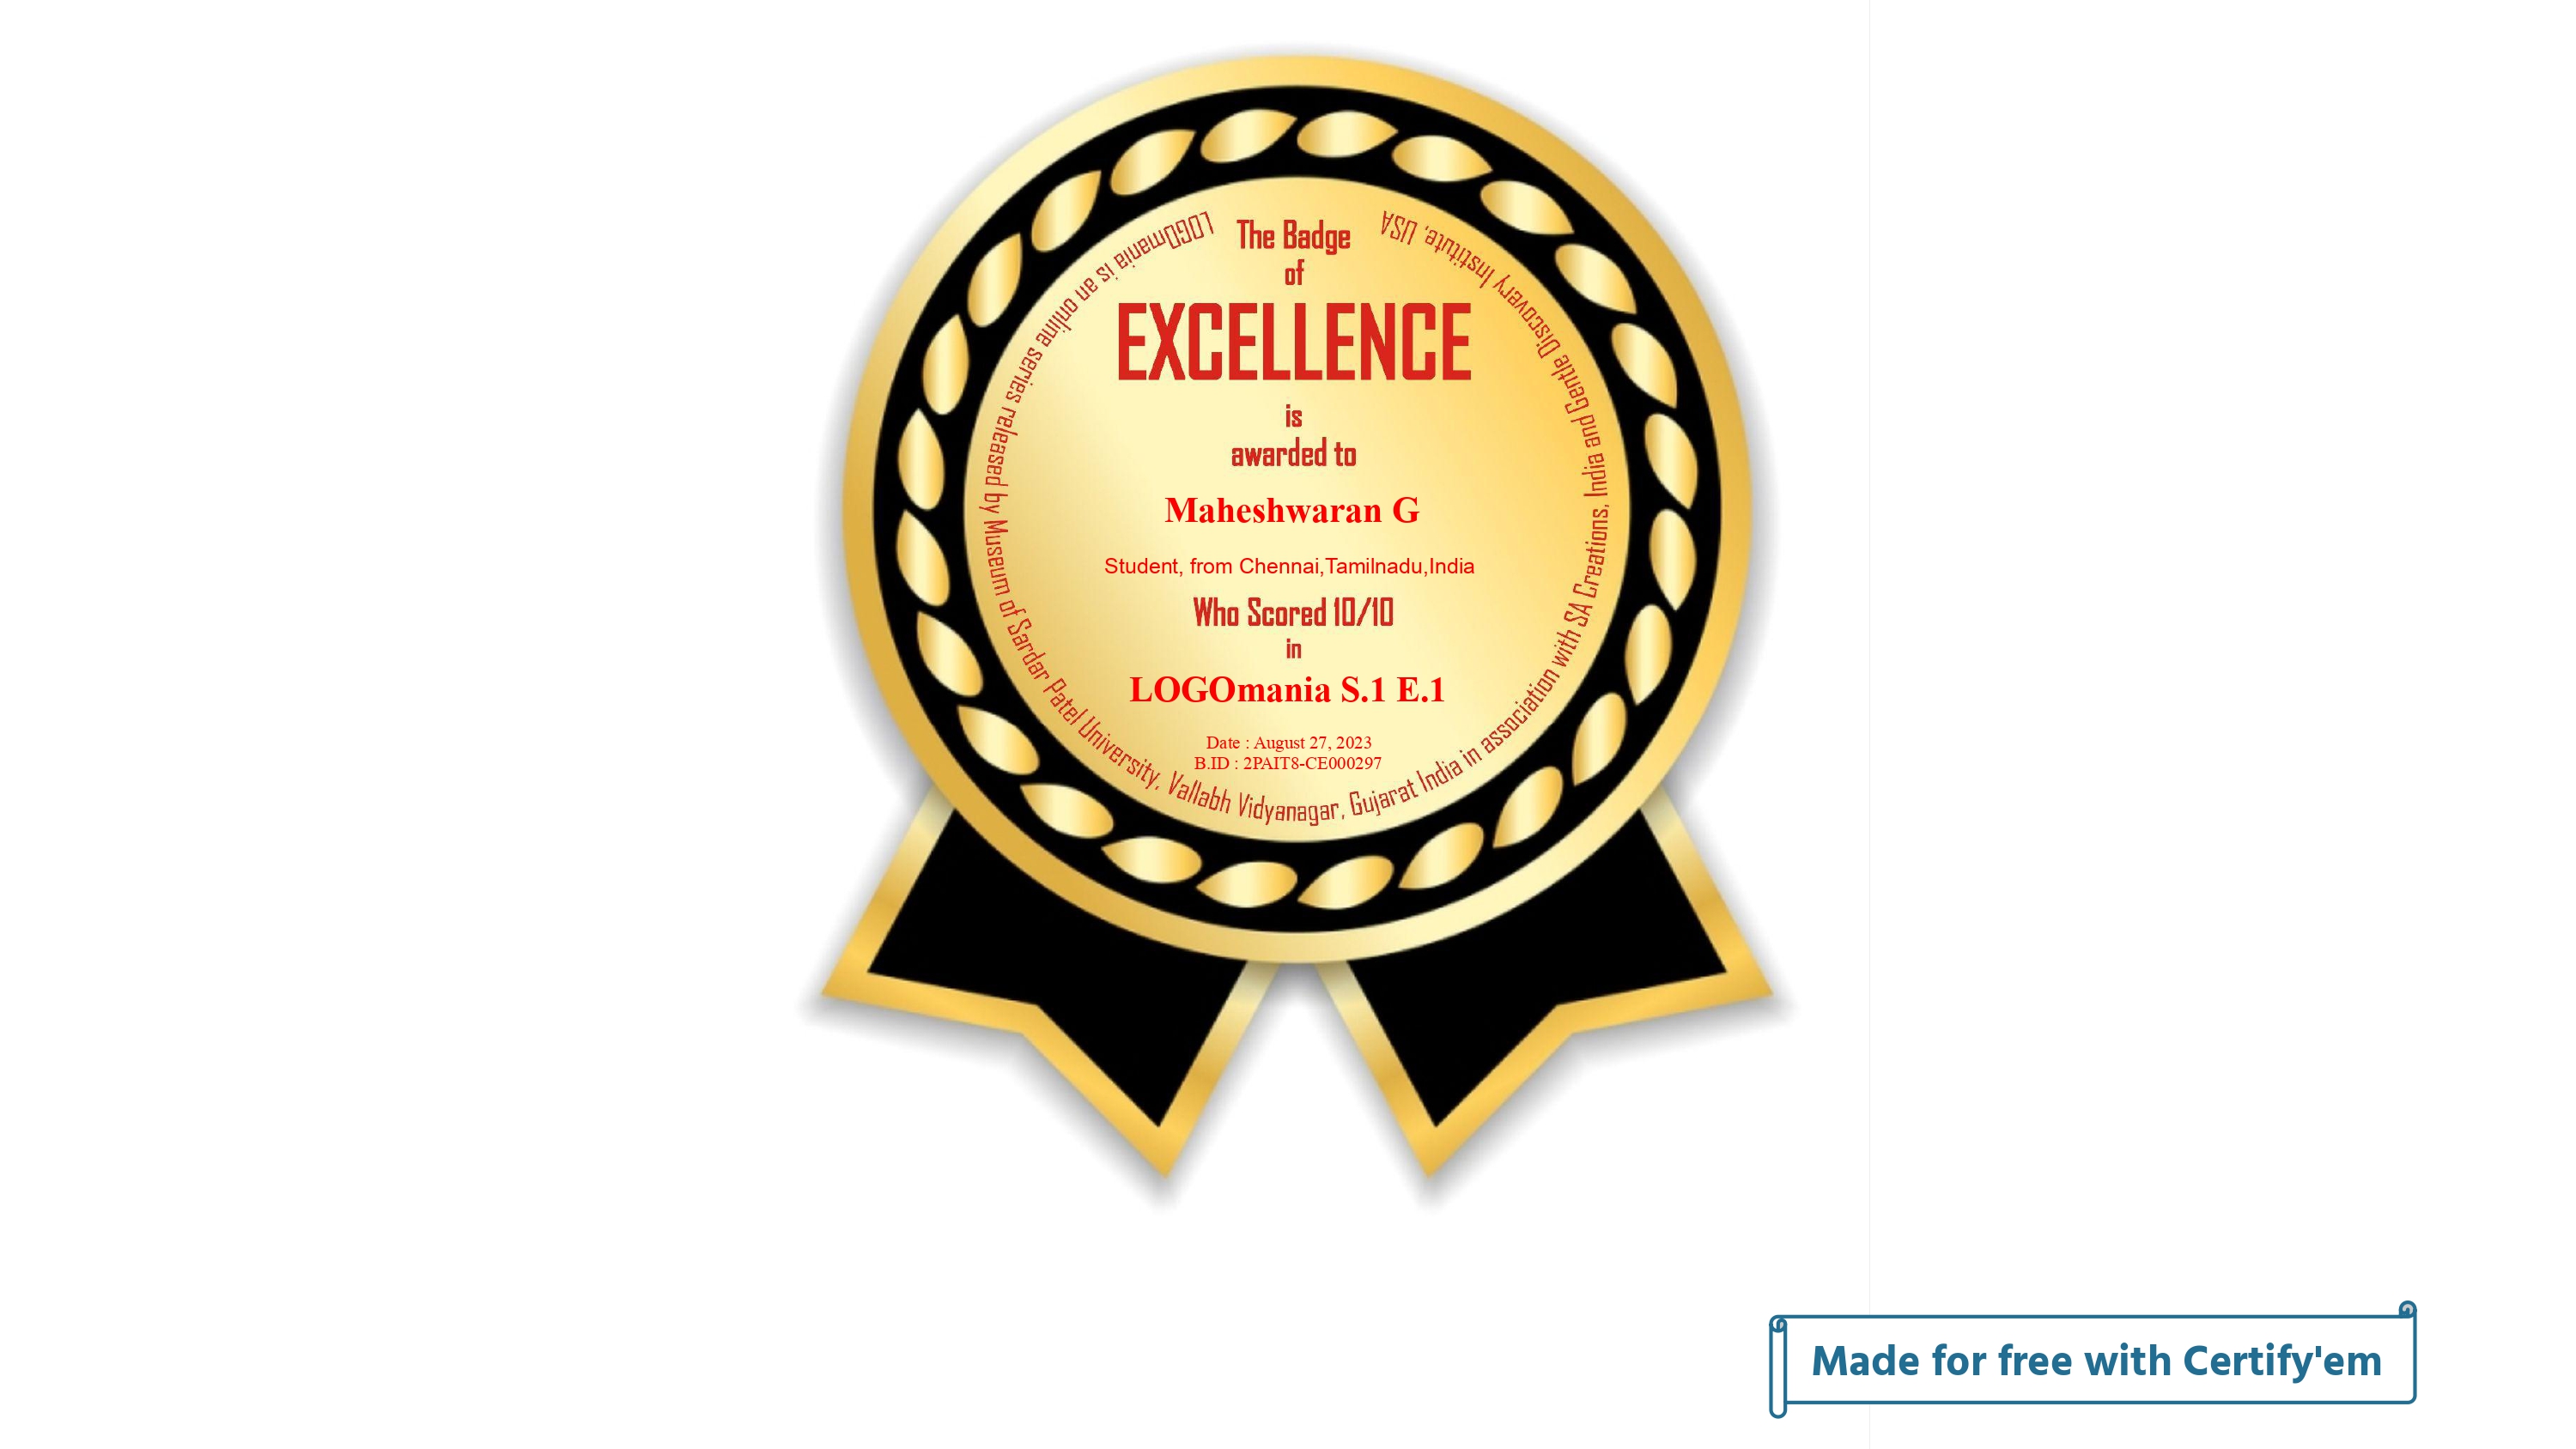 The Badge
of
EXCELLENCE
is
awarded to
Maheshwaran G
Student, from Chennai,Tamilnadu,India
Who Scored 10/10
in
LOGOmania S.1 E.1
Date : August 27, 2023
B.ID : 2PAIT8-CE000297
LOGOmania is an online series released by Museum of Sardar Patel University, Vallabh Vidyanagar, Gujarat India in association with SA Creations, India and Gentle Discovery Institute, USA
Made for free with Certify'em